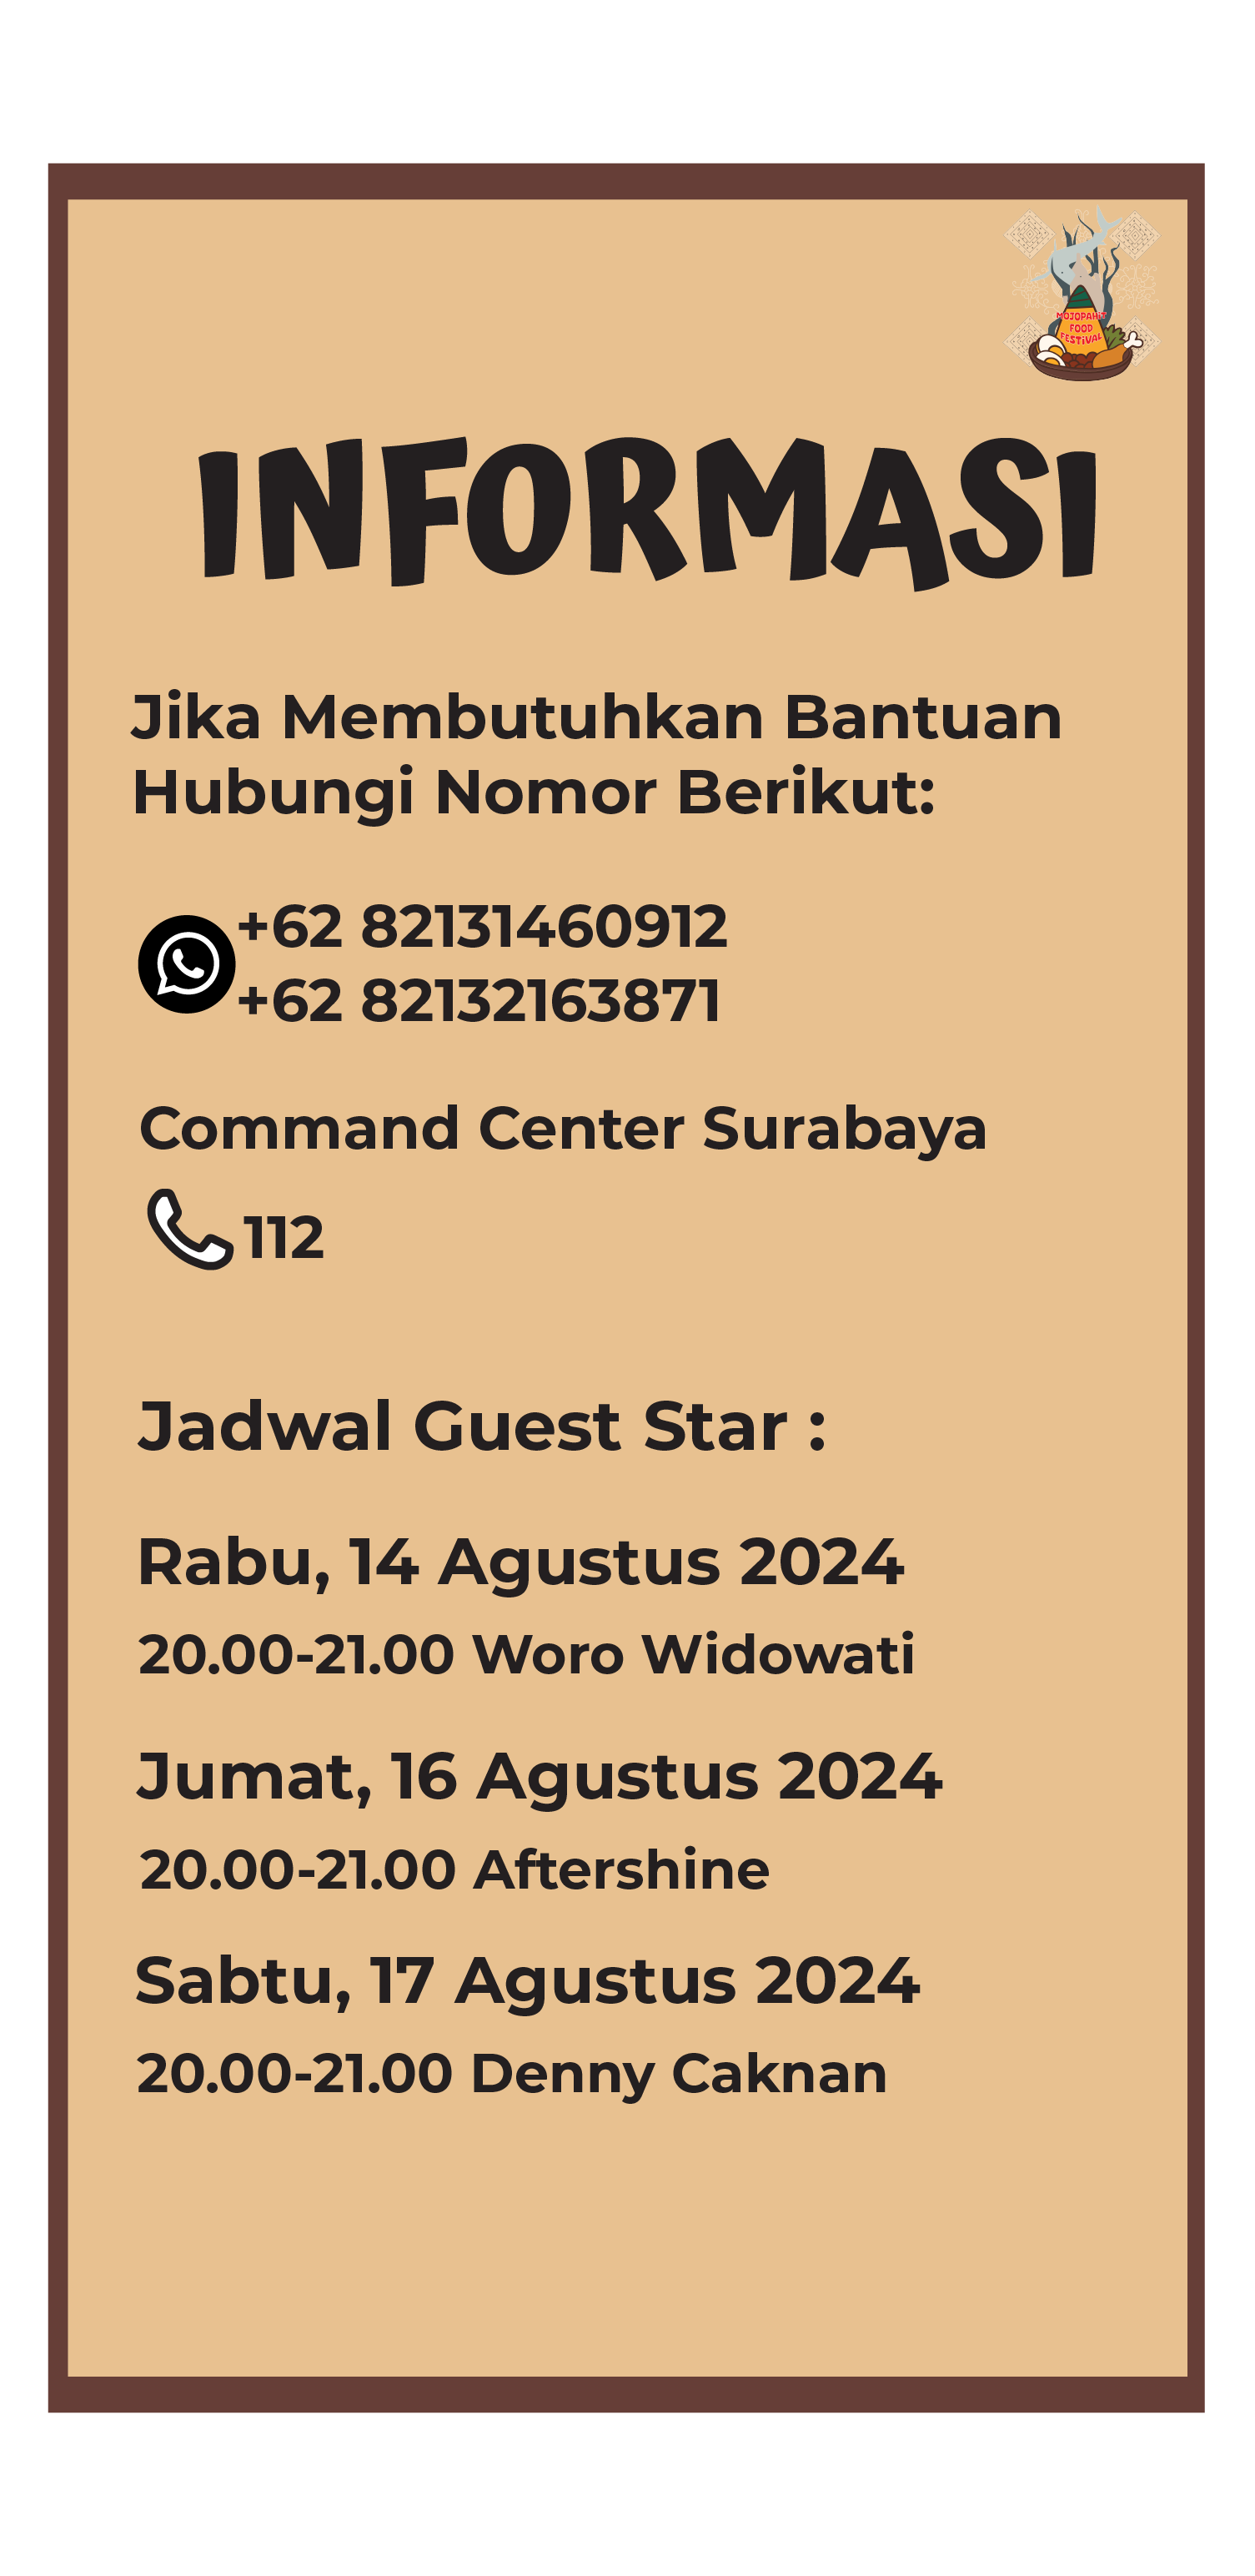 MOJOPAHIT
FOOD
FESTIVAL
INFORMASI
Jika Membutuhkan Bantuan
Hubungi Nomor Berikut:
+62 82131460912
+62 82132163871
Command Center Surabaya
112
Jadwal Guest Star :
Rabu, 14 Agustus 2024
20.00-21.00 Woro Widowati
Jumat, 16 Agustus 2024
20.00-21.00 Aftershine
Sabtu, 17 Agustus 2024
20.00-21.00 Denny Caknan